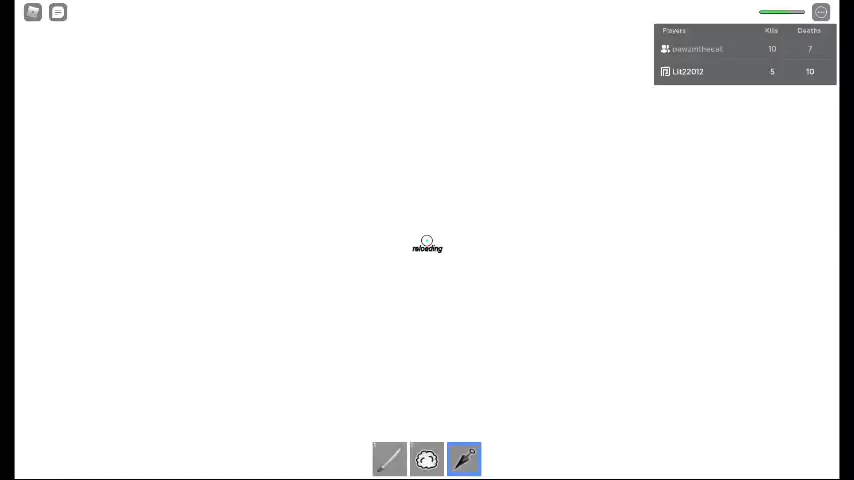 Players Kills Deaths
pawzinthecat 10 7
Lit22012 5 10
reloading